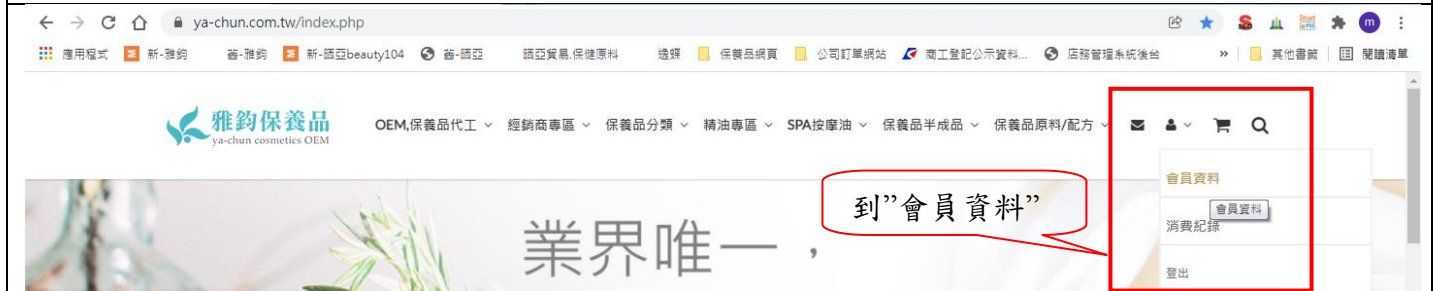 ya-chun.com.tw/index.php
應用程式 新-雅鈞 舊-雅鈞 新-皕亞beauty104 舊-皕亞 皕亞貿易.保健原料 逸蝶 保養品網頁 公司訂單網站 商工登記公示資料... 店務管理系統後台 » 其他書籤 閱讀清單
雅鈞保養品
ya-chun cosmetics OEM
OEM,保養品代工 經銷商專區 保養品分類 精油專區 SPA按摩油 保養品半成品 保養品原料/配方
會員資料
會員資料
消費紀錄
登出
到”會員資料”
業界唯一，